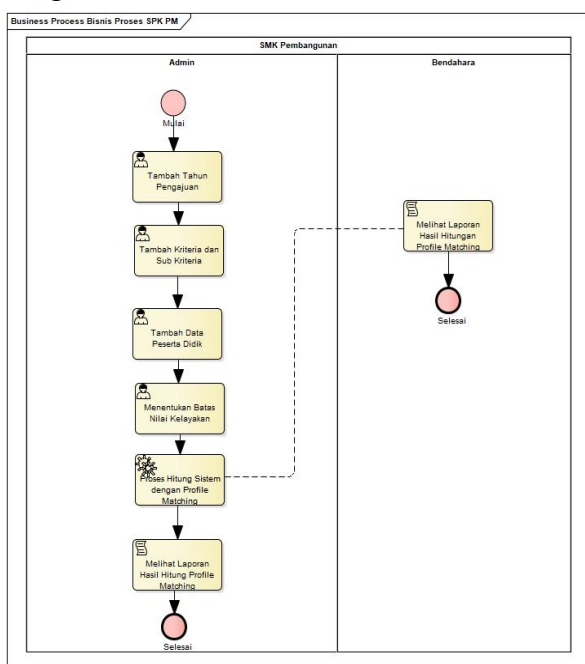 Business Process Bisnis Proses SPK PM
SMK Pembangunan
Admin
Bendahara
Mulai
Tambah Tahun
Pengajuan
Tambah Kriteria dan
Sub Kriteria
Tambah Data
Peserta Didik
Menentukan Batas
Nilai Kelayakan
Proses Hitung Sistem
dengan Profile
Matching
Melihat Laporan
Hasil Hitung Profile
Matching
Selesai
Melihat Laporan
Hasil Hitungan
Profile Matching
Selesai